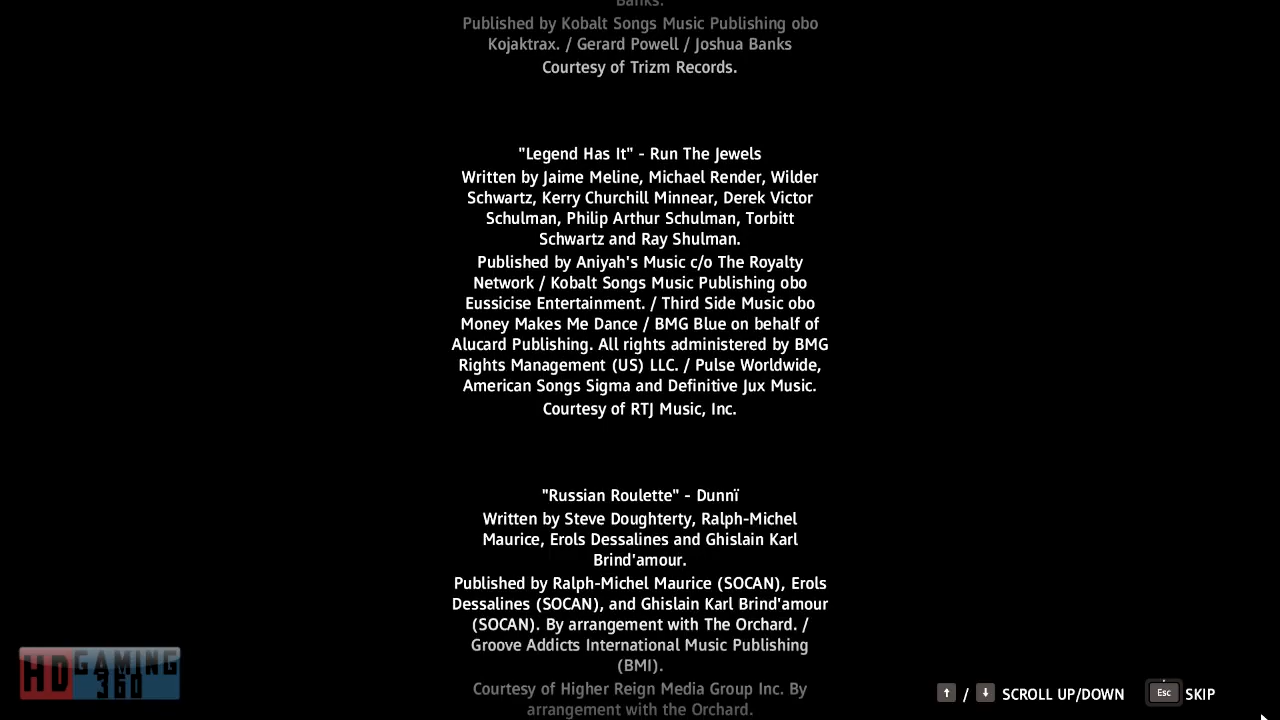 Banks.
Published by Kobalt Songs Music Publishing obo
Kojaktrax. / Gerard Powell / Joshua Banks
Courtesy of Trizm Records.
"Legend Has It" - Run The Jewels
Written by Jaime Meline, Michael Render, Wilder
Schwartz, Kerry Churchill Minnear, Derek Victor
Schulman, Philip Arthur Schulman, Torbitt
Schwartz and Ray Shulman.
Published by Aniyah's Music c/o The Royalty
Network / Kobalt Songs Music Publishing obo
Eussicise Entertainment. / Third Side Music obo
Money Makes Me Dance / BMG Blue on behalf of
Alucard Publishing. All rights administered by BMG
Rights Management (US) LLC. / Pulse Worldwide,
American Songs Sigma and Definitive Jux Music.
Courtesy of RTJ Music, Inc.
"Russian Roulette" - Dunnï
Written by Steve Doughterty, Ralph-Michel
Maurice, Erols Dessalines and Ghislain Karl
Brind'amour.
Published by Ralph-Michel Maurice (SOCAN), Erols
Dessalines (SOCAN), and Ghislain Karl Brind'amour
(SOCAN). By arrangement with The Orchard. /
Groove Addicts International Music Publishing
(BMI).
Courtesy of Higher Reign Media Group Inc. By
arrangement with the Orchard.
HD GAMING 360
/ SCROLL UP/DOWN Esc SKIP